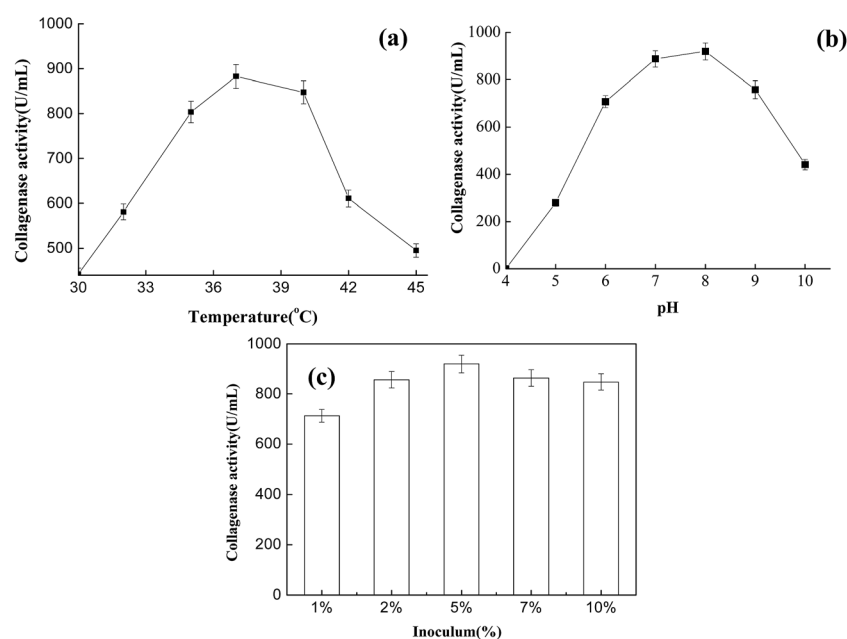 (a)
Collagenase activity(U/mL)
1000
900
800
700
600
500
30 33 36 39 42 45
Temperature(°C)
(b)
Collagenase activity(U/mL)
1000
800
600
400
200
0
4 5 6 7 8 9 10
pH
(c)
Collagenase activity(U/mL)
1000
800
600
400
200
0
1% 2% 5% 7% 10%
Inoculum(%)